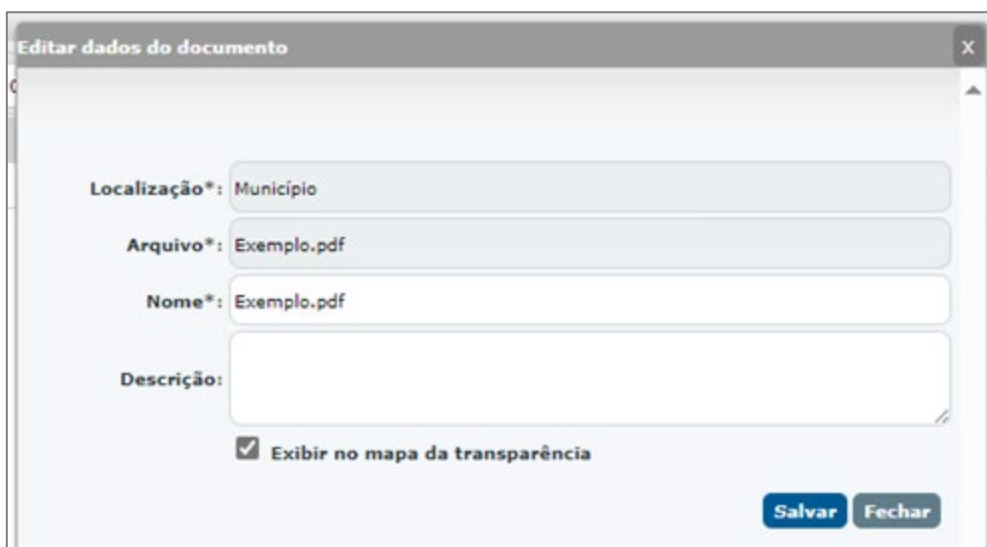 Editar dados do documento X
Localização*: Município
Arquivo*: Exemplo.pdf
Nome*: Exemplo.pdf
Descrição:
Exibir no mapa da transparência
Salvar Fechar